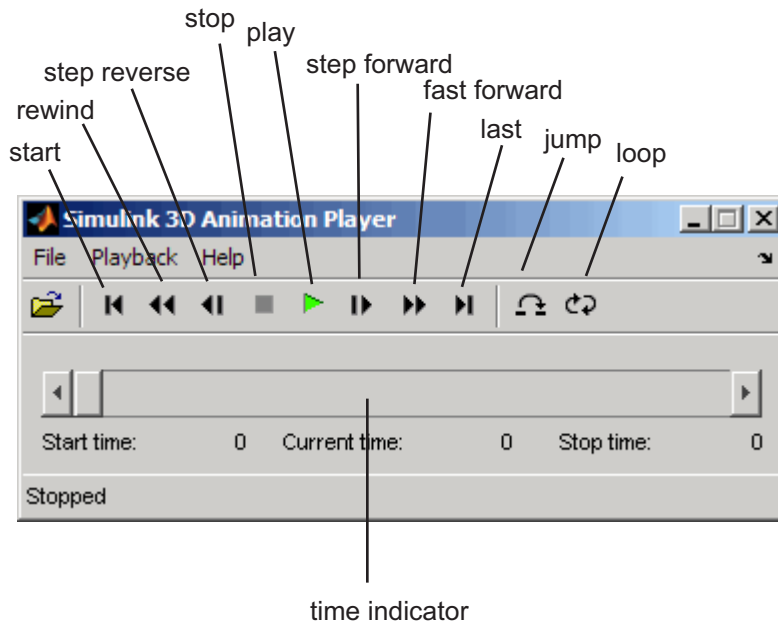 stop
play
step reverse
step forward
rewind
fast forward
start
last
jump
loop
Simulink 3D Animation Player
File Playback Help
Start time: 0 Current time: 0 Stop time: 0
Stopped
time indicator